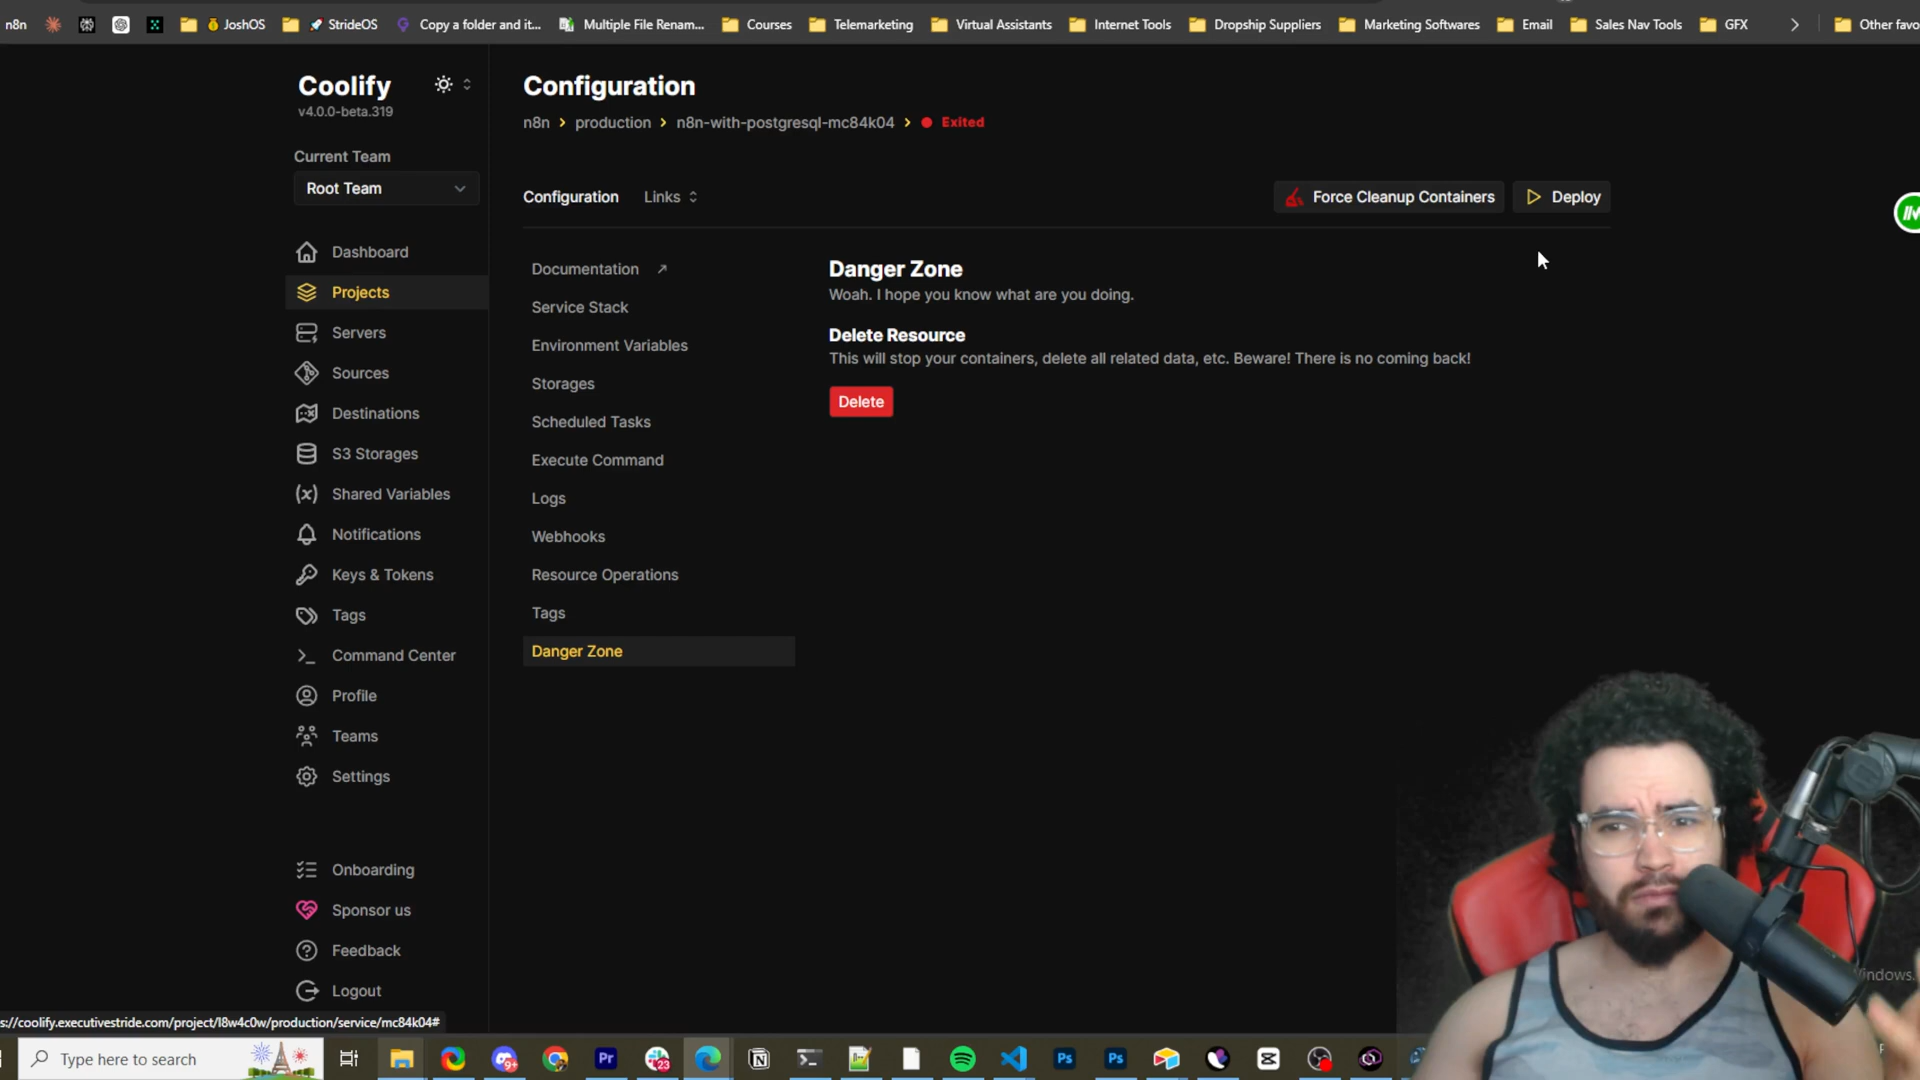 n8n
JoshOS
StrideOS
Copy a folder and it...
Multiple File Renam...
Courses
Telemarketing
Virtual Assistants
Internet Tools
Dropship Suppliers
Marketing Softwares
Email
Sales Nav Tools
GFX
Other favo
Coolify
v4.0.0-beta.319
Current Team
Root Team
Dashboard
Projects
Servers
Sources
Destinations
S3 Storages
Shared Variables
Notifications
Keys & Tokens
Tags
Command Center
Profile
Teams
Settings
Onboarding
Sponsor us
Feedback
Logout
Configuration
n8n > production > n8n-with-postgresql-mc84k04 > Exited
Configuration
Links
Force Cleanup Containers
Deploy
Documentation
Service Stack
Environment Variables
Storages
Scheduled Tasks
Execute Command
Logs
Webhooks
Resource Operations
Tags
Danger Zone
Danger Zone
Woah. I hope you know what are you doing.
Delete Resource
This will stop your containers, delete all related data, etc. Beware! There is no coming back!
Delete
indows.
s://coolify.executivestride.com/project/l8w4c0w/production/service/mc84k04#
Type here to search
9+
Pr
23
Ps
Ps